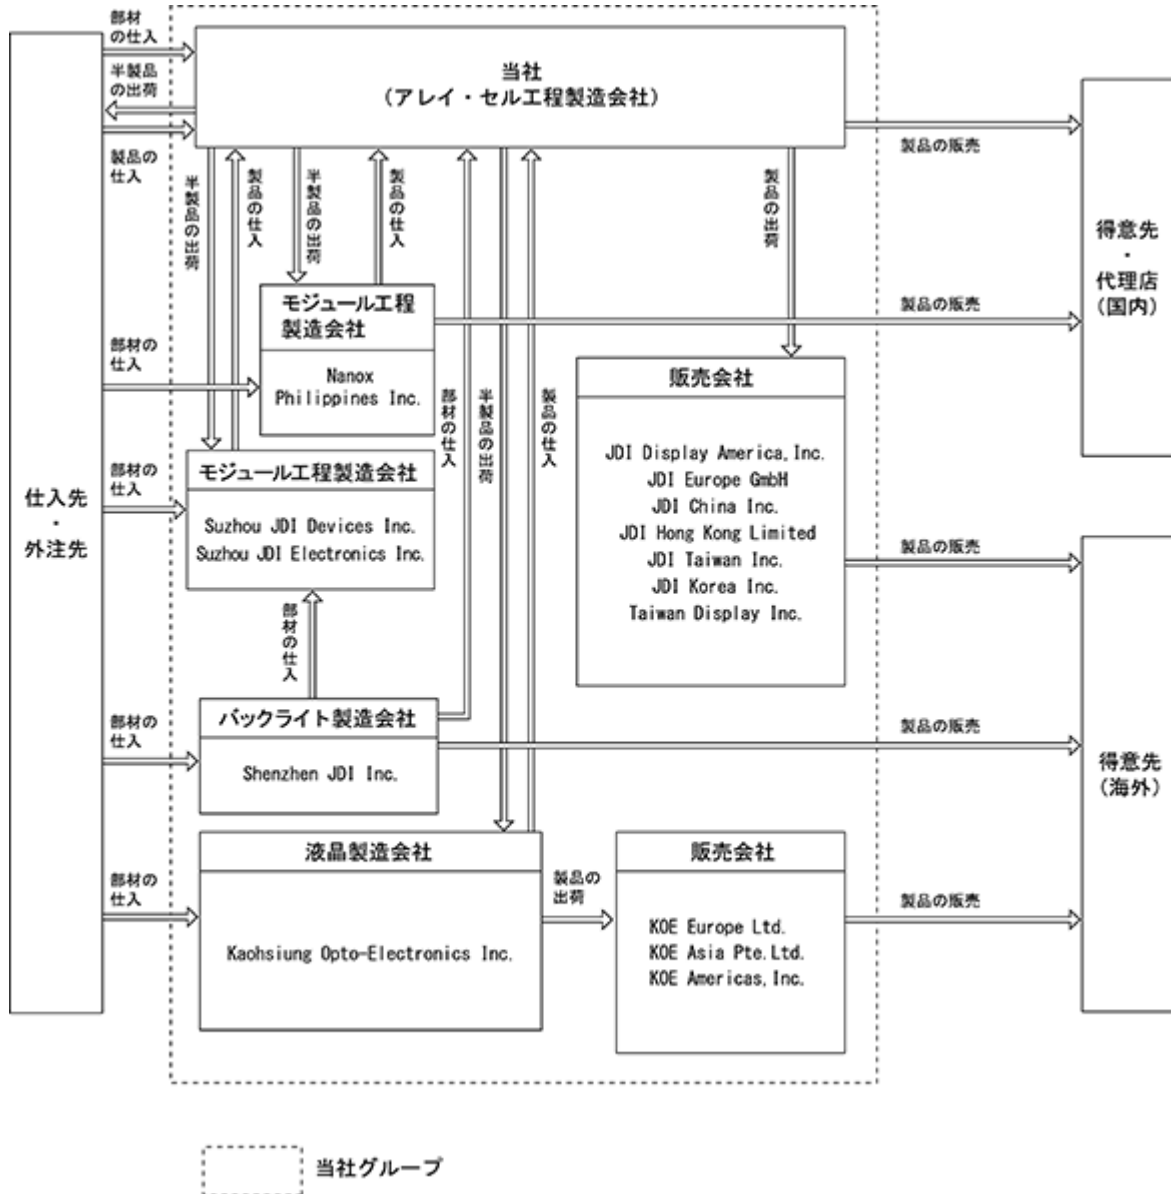 部材
の仕入
半製品
の出荷
製品の
仕入
当社
(アレイ・セル工程製造会社)
製品の販売
半製品の出荷
製品の仕入
半製品の出荷
製品の仕入
製品の出荷
得意先
・
代理店
(国内)
モジュール工程
製造会社
Nanox
Philippines Inc.
製品の販売
部材の
仕入
部材の仕入
半製品の出荷
製品の仕入
販売会社
JDI Display America,Inc.
JDI Europe GmbH
JDI China Inc.
JDI Hong Kong Limited
JDI Taiwan Inc.
JDI Korea Inc.
Taiwan Display Inc.
製品の販売
仕入先
・
外注先
部材の
仕入
モジュール工程製造会社
Suzhou JDI Devices Inc.
Suzhou JDI Electronics Inc.
部材の仕入
部材の
仕入
バックライト製造会社
Shenzhen JDI Inc.
製品の販売
得意先
(海外)
部材の
仕入
液晶製造会社
Kaohsiung Opto-Electronics Inc.
製品の
出荷
販売会社
KOE Europe Ltd.
KOE Asia Pte.Ltd.
KOE Americas,Inc.
製品の販売
当社グループ